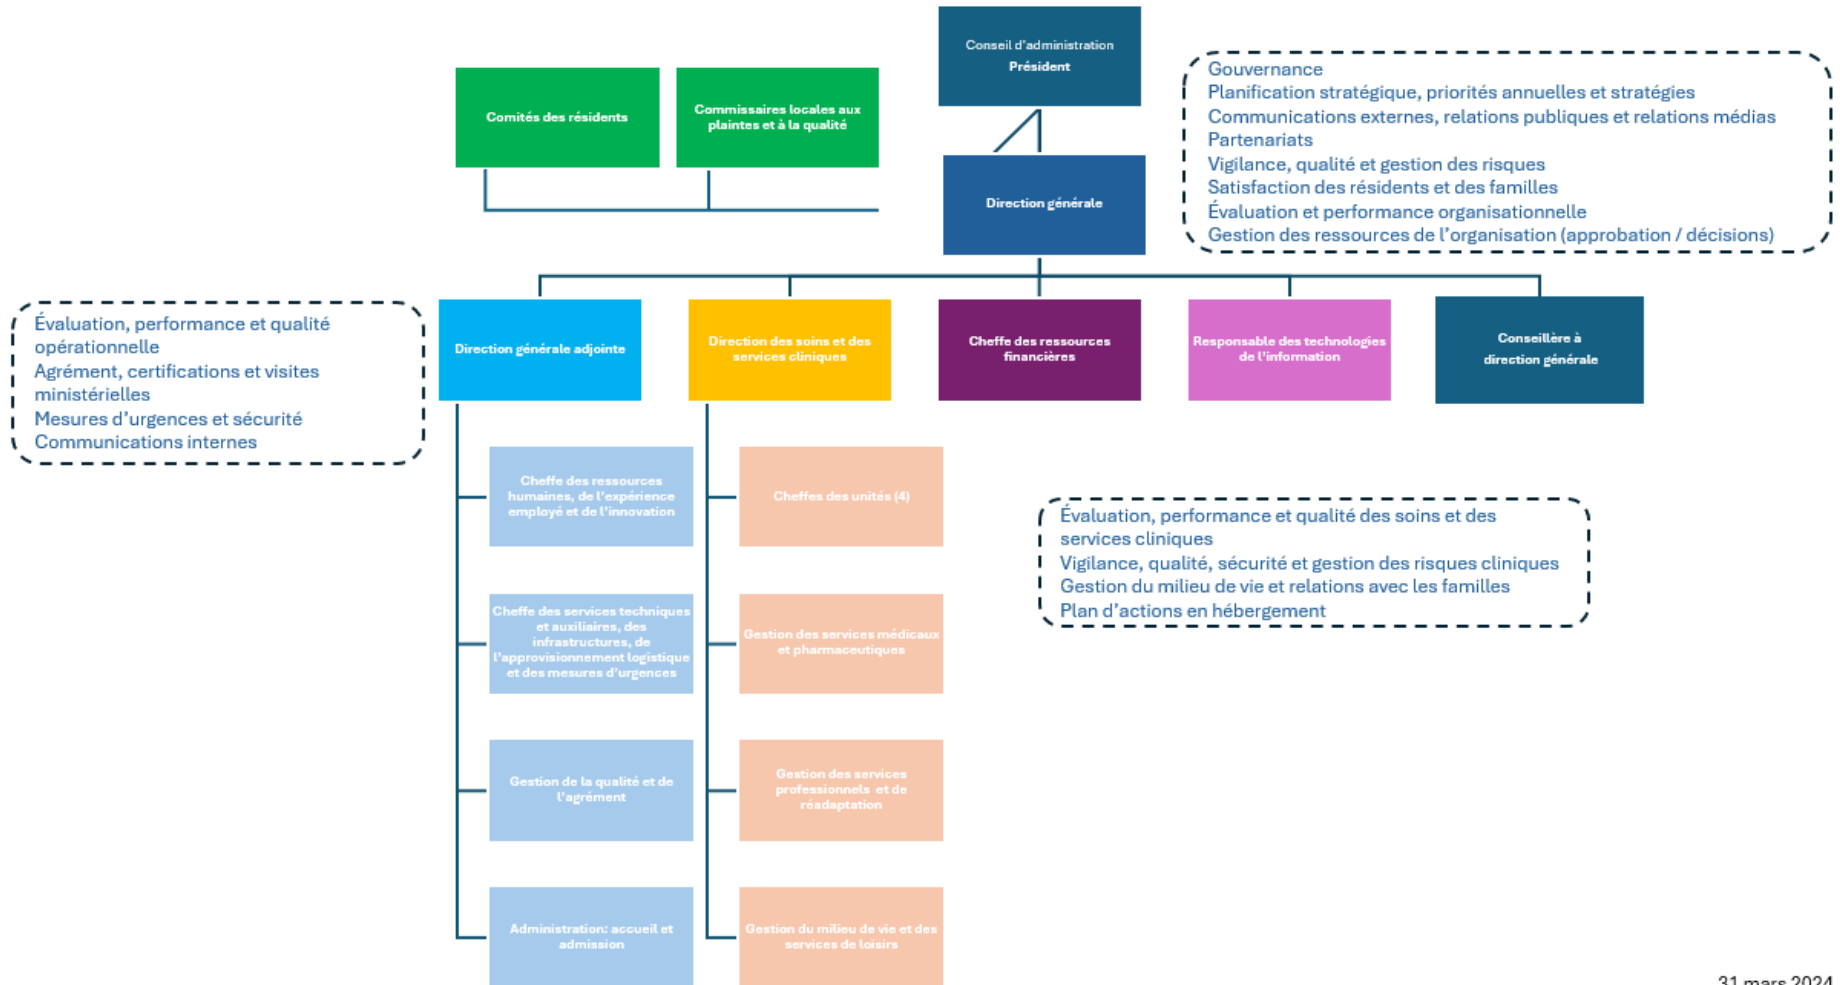 Conseil d'administration
Président
Comités des résidents
Commissaires locales aux
plaintes et à la qualité
Direction générale
Gouvernance
Planification stratégique, priorités annuelles et stratégies
Communications externes, relations publiques et relations médias
Partenariats
Vigilance, qualité et gestion des risques
Satisfaction des résidents et des familles
Évaluation et performance organisationnelle
Gestion des ressources de l'organisation (approbation / décisions)
Évaluation, performance et qualité
opérationnelle
Agrément, certifications et visites
ministérielles
Mesures d'urgences et sécurité
Communications internes
Direction générale adjointe
Direction des soins et des
services cliniques
Cheffe des ressources
financières
Responsable des technologies
de l'information
Conseillère à
direction générale
Cheffe des ressources
humaines, de l'expérience
employé et de l'innovation
Cheffe des services techniques
et auxiliaires, des
infrastructures, de
l'approvisionnement logistique
et des mesures d'urgences
Gestion de la qualité et de
l'agrément
Administration: accueil et
admission
Cheffes des unités (4)
Gestion des services médicaux
et pharmaceutiques
Gestion des services
professionnels et de
réadaptation
Gestion du milieu de vie et des
services de loisirs
Évaluation, performance et qualité des soins et des
services cliniques
Vigilance, qualité, sécurité et gestion des risques cliniques
Gestion du milieu de vie et relations avec les familles
Plan d'actions en hébergement
31 mars 2024